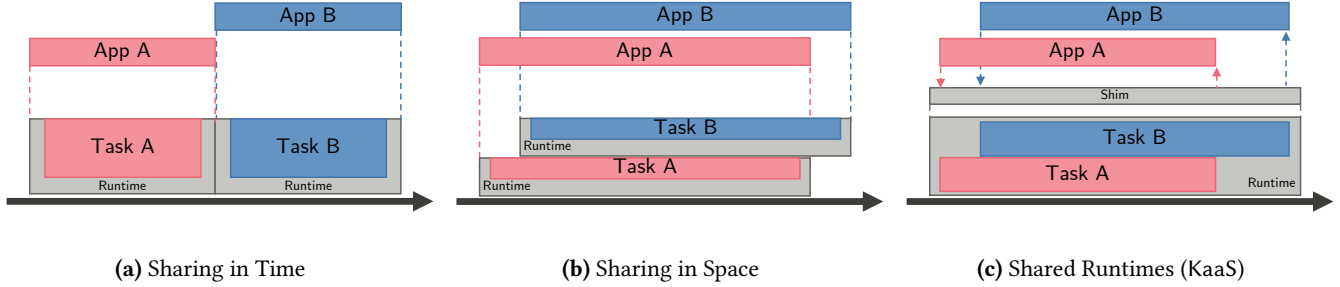 App B
App A
Task A
Task B
Runtime
Runtime
(a) Sharing in Time
App B
App A
Task B
Runtime
Task A
Runtime
(b) Sharing in Space
App B
App A
Shim
Task B
Task A
Runtime
(c) Shared Runtimes (KaaS)